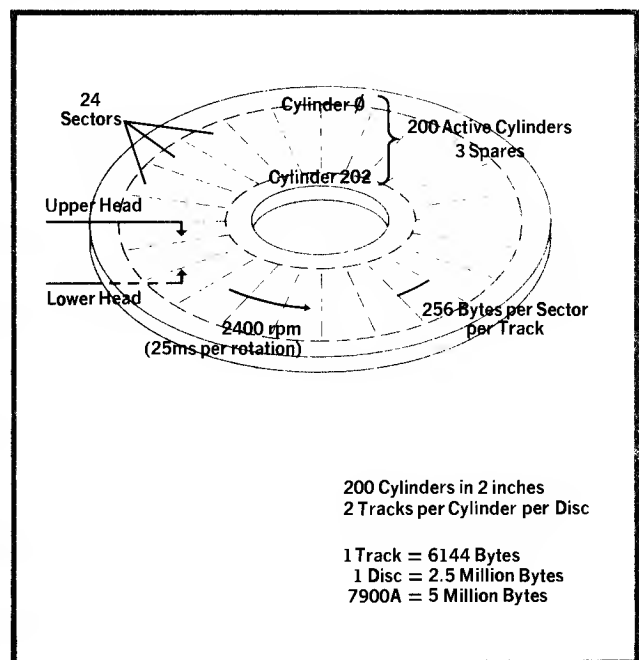 24
Sectors
Cylinder Ø
200 Active Cylinders
3 Spares
Cylinder 202
Upper Head
Lower Head
2400 rpm
(25ms per rotation)
256 Bytes per Sector
per Track
200 Cylinders in 2 inches
2 Tracks per Cylinder per Disc
1 Track = 6144 Bytes
1 Disc = 2.5 Million Bytes
7900A = 5 Million Bytes